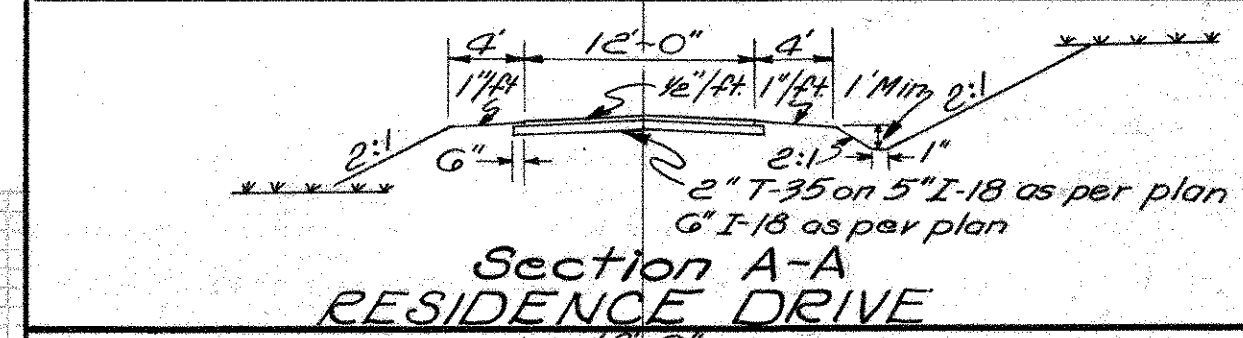 4' 12'-0" 4'
1"/ft ½"/ft. 1"/ft. 1' Min. 2:1
2:1 6" 2:1 1"
2" T-35 on 5" I-18 as per plan
6" I-18 as per plan
Section A-A
RESIDENCE DRIVE